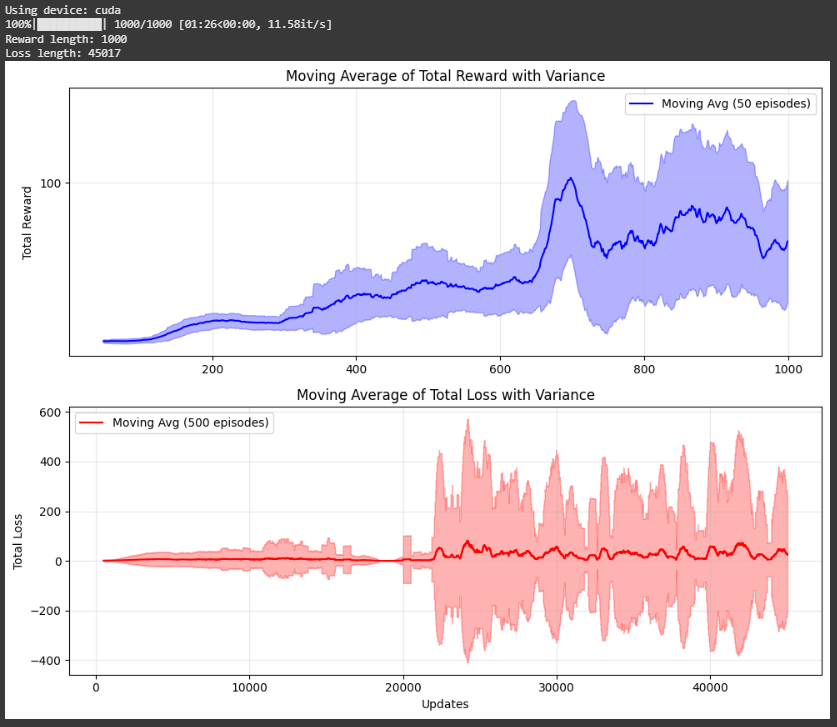 Using device: cuda
100%|██████████| 1000/1000 [01:26<00:00, 11.58it/s]
Reward length: 1000
Loss length: 45017
Moving Average of Total Reward with Variance
Moving Avg (50 episodes)
100
Total Reward
200 400 600 800 1000
Moving Average of Total Loss with Variance
Moving Avg (500 episodes)
600
400
200
0
−200
−400
Total Loss
0 10000 20000 30000 40000
Updates